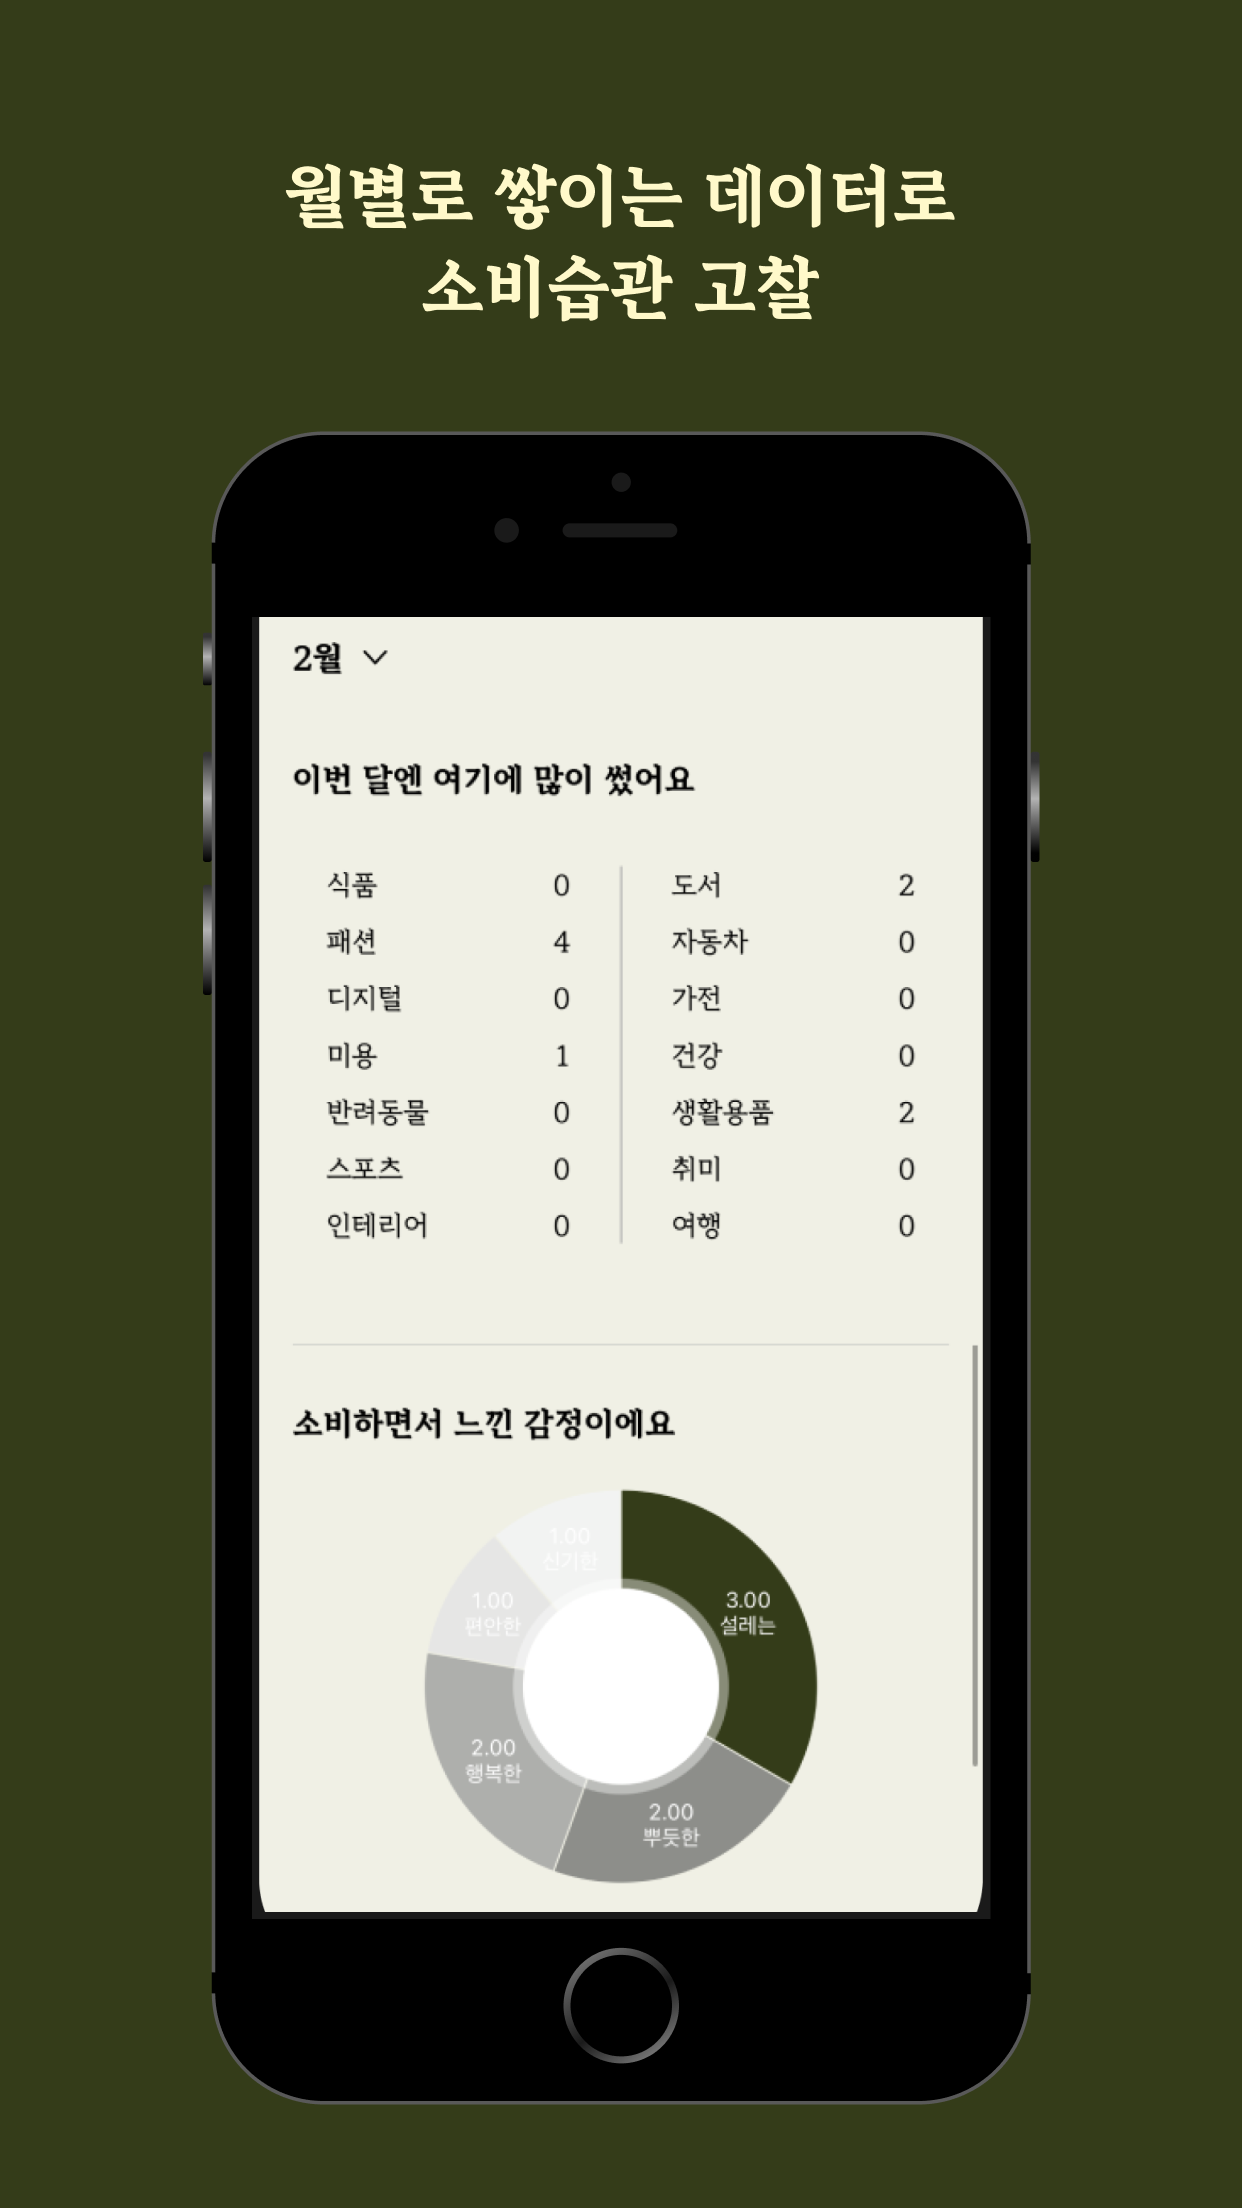 월별로 쌓이는 데이터로
소비습관 고찰
2월
이번 달엔 여기에 많이 썼어요
식품 0
패션 4
디지털 0
미용 1
반려동물 0
스포츠 0
인테리어 0
도서 2
자동차 0
가전 0
건강 0
생활용품 2
취미 0
여행 0
소비하면서 느낀 감정이에요
1.00
신기한
3.00
설레는
1.00
편안한
2.00
행복한
2.00
뿌듯한